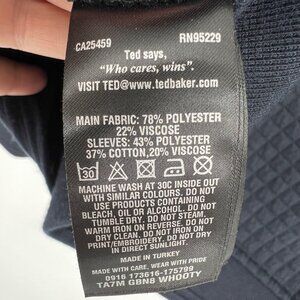 CA25459 RN95229
Ted says,
"Who cares, wins".
VISIT TED@WWW.tedbaker.com
MAIN FABRIC: 78% POLYESTER
22% VISCOSE
SLEEVES: 43% POLYESTER
37% COTTON, 20% VISCOSE
30
MACHINE WASH AT 30C INSIDE OUT
WITH SIMILAR COLOURS. DO NOT
USE PRODUCTS CONTAINING
BLEACH, OIL, OR ALCOHOL. DO NOT
TUMBLE DRY. DO NOT STEAM.
WARM IRON ON REVERSE. DO NOT
DRY CLEAN. DO NOT IRON ON
PRINT/EMBROIDERY. DO NOT DRY
IN DIRECT SUNLIGHT.
MADE IN TURKEY
MADE WITH CARE, WEAR WITH PRIDE
0916 173616-175799
TA7M GBN8 WHOOTY